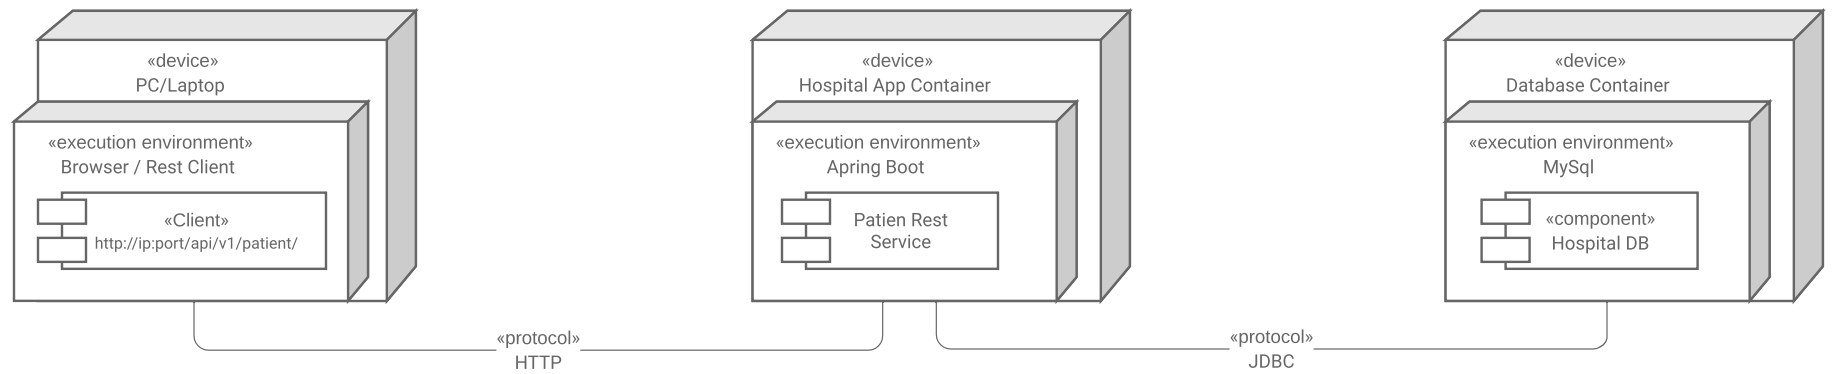 «device»
PC/Laptop
«execution environment»
Browser / Rest Client
«Client»
http://ip:port/api/v1/patient/
«device»
Hospital App Container
«execution environment»
Apring Boot
Patien Rest
Service
«device»
Database Container
«execution environment»
MySql
«component»
Hospital DB
«protocol»
HTTP
«protocol»
JDBC